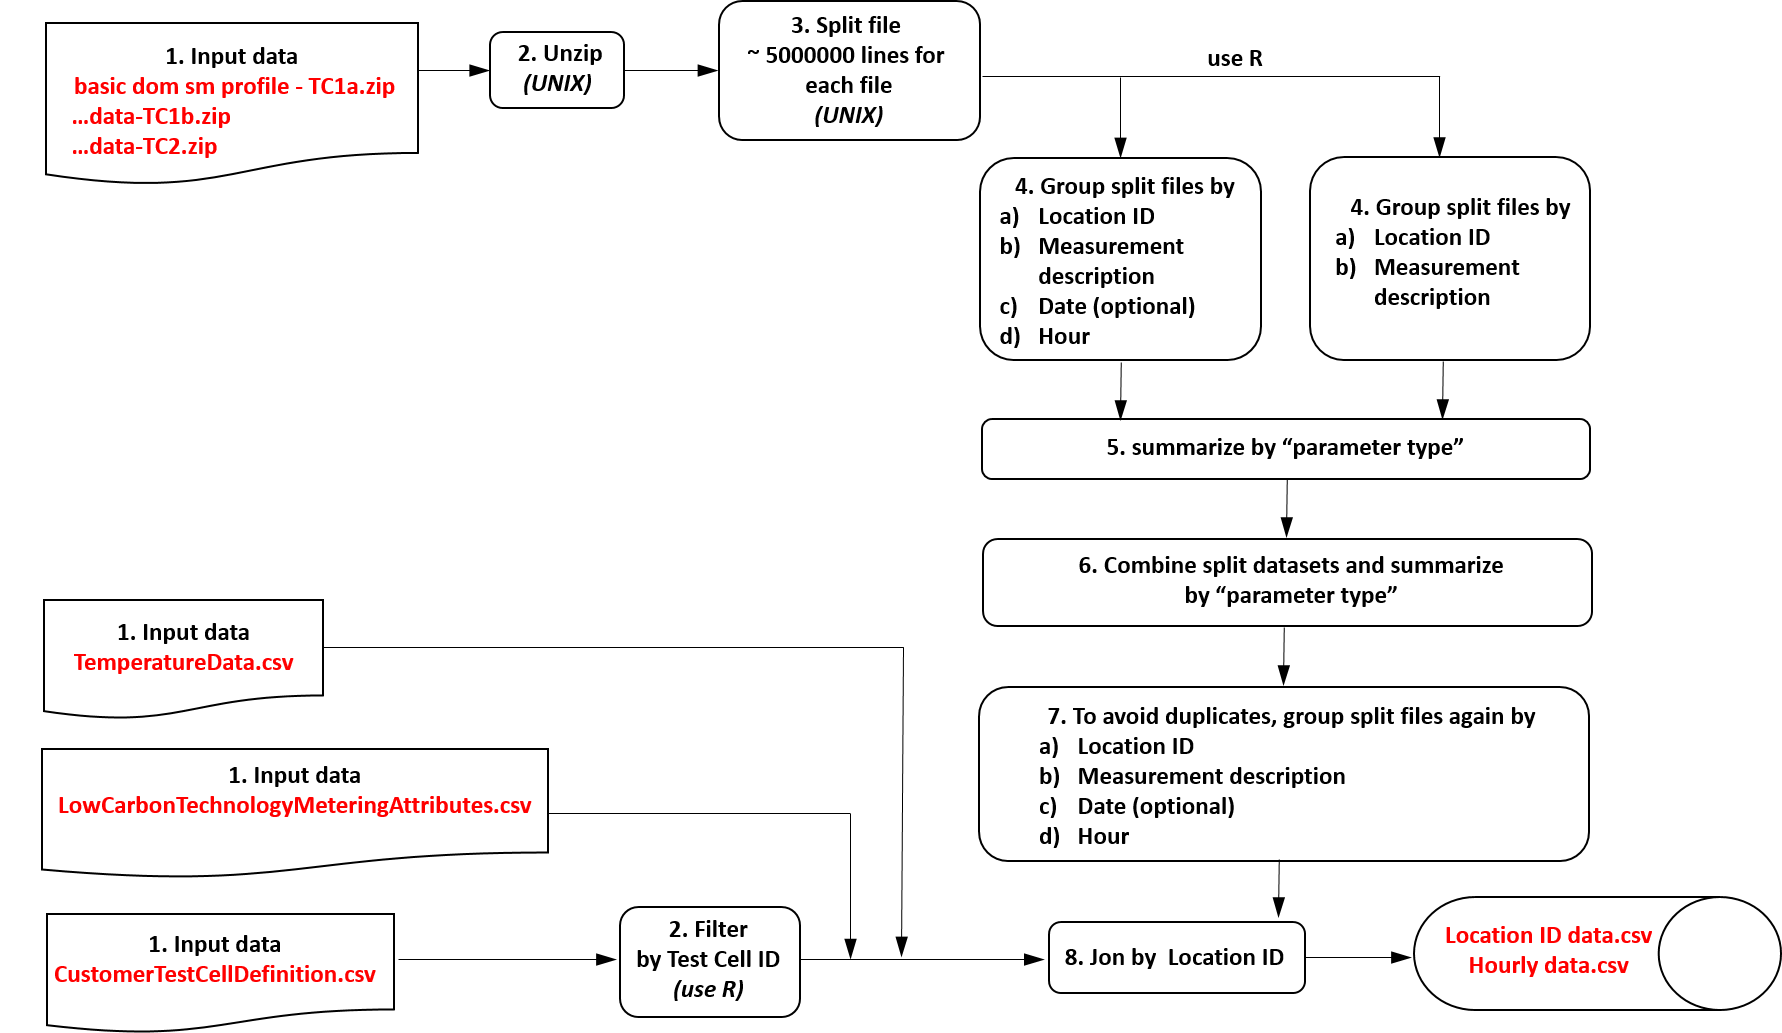 1. Input data
basic dom sm profile - TC1a.zip
...data-TC1b.zip
...data-TC2.zip
2. Unzip
(UNIX)
3. Split file
~ 5000000 lines for
each file
(UNIX)
use R
4. Group split files by
a) Location ID
b) Measurement
description
c) Date (optional)
d) Hour
4. Group split files by
a) Location ID
b) Measurement
description
5. summarize by “parameter type”
6. Combine split datasets and summarize
by “parameter type”
1. Input data
TemperatureData.csv
7. To avoid duplicates, group split files again by
a) Location ID
b) Measurement description
c) Date (optional)
d) Hour
1. Input data
LowCarbonTechnologyMeteringAttributes.csv
1. Input data
CustomerTestCellDefinition.csv
2. Filter
by Test Cell ID
(use R)
8. Jon by Location ID
Location ID data.csv
Hourly data.csv